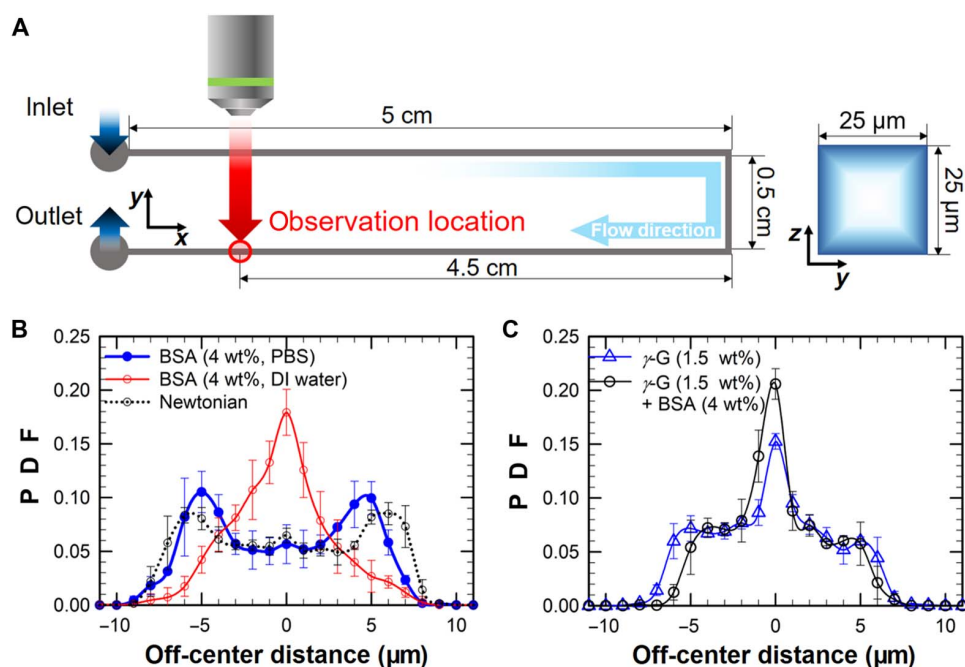 A
Inlet
5 cm
25 µm
Outlet
y
x
Observation location
Flow direction
0.5 cm
z
25 µm
4.5 cm
y
B
0.25
BSA (4 wt%, PBS)
BSA (4 wt%, DI water)
Newtonian
0.20
0.15
P D F
0.10
0.05
0.00
−10 −5 0 5 10
Off-center distance (µm)
C
0.25
γ-G (1.5 wt%)
γ-G (1.5 wt%)
+ BSA (4 wt%)
0.20
0.15
P D F
0.10
0.05
0.00
−10 −5 0 5 10
Off-center distance (µm)